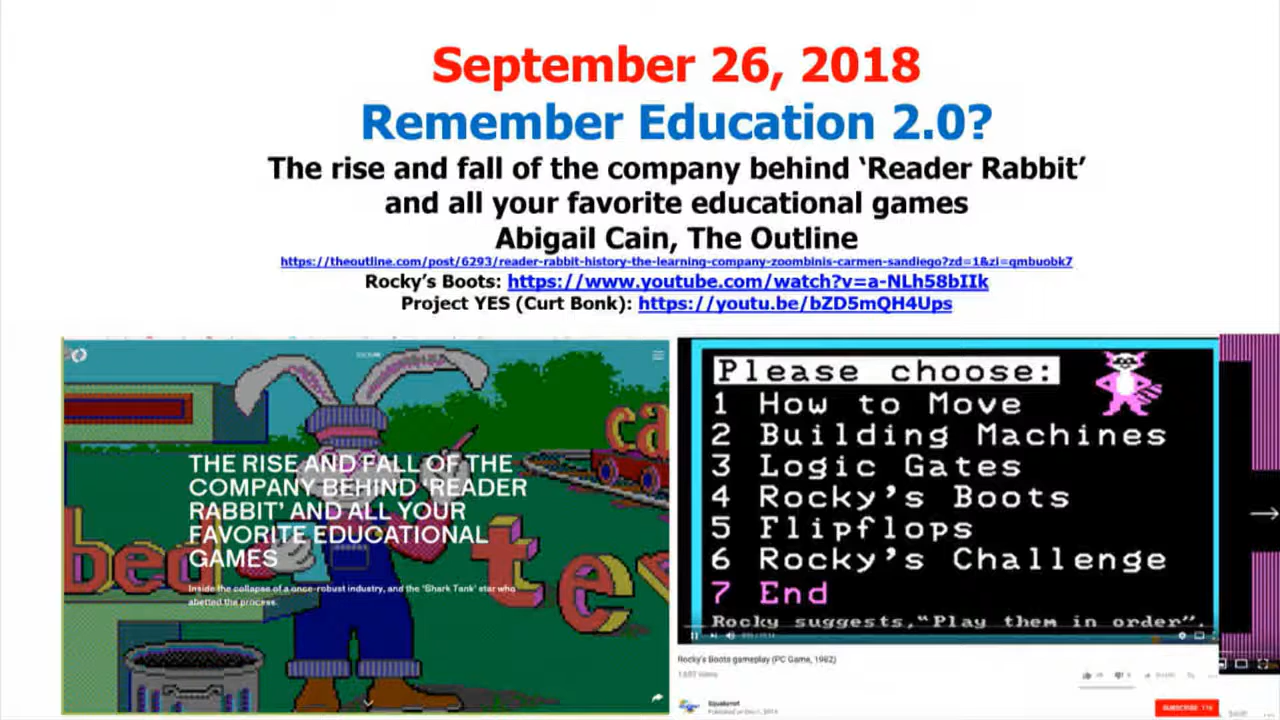 September 26, 2018
Remember Education 2.0?
The rise and fall of the company behind ‘Reader Rabbit’
and all your favorite educational games
Abigail Cain, The Outline
https://theoutline.com/post/6293/reader-rabbit-history-the-learning-company-zoombinis-carmen-sandiego?zd=1&zi=qmbuobk7
Rocky’s Boots: https://www.youtube.com/watch?v=a-NLh58bIIk
Project YES (Curt Bonk): https://youtu.be/bZD5mQH4Ups
CULTURE
ca
THE RISE AND FALL OF THE
COMPANY BEHIND ‘READER
RABBIT’ AND ALL YOUR
FAVORITE EDUCATIONAL
GAMES
bed
te
Inside the collapse of a once-robust industry, and the ‘Shark Tank’ star who
abetted the process.
Please choose:
1 How to Move
2 Building Machines
3 Logic Gates
4 Rocky’s Boots
5 Flipflops
6 Rocky’s Challenge
7 End
Rocky suggests,“Play them in order”.
Rocky's Boots gameplay (PC Game, 1982)
SHARE
SUBSCRIBE